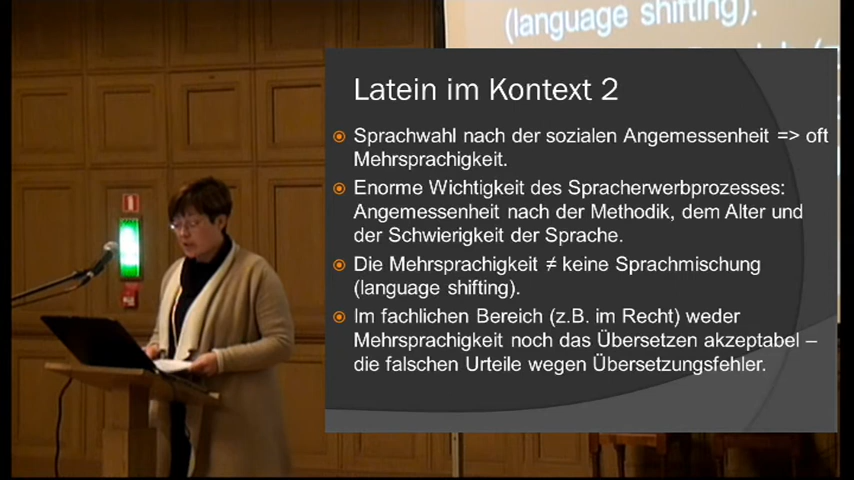 (language shifting).
Latein im Kontext 2
Sprachwahl nach der sozialen Angemessenheit => oft
Mehrsprachigkeit.
Enorme Wichtigkeit des Spracherwerbprozesses:
Angemessenheit nach der Methodik, dem Alter und
der Schwierigkeit der Sprache.
Die Mehrsprachigkeit ≠ keine Sprachmischung
(language shifting).
Im fachlichen Bereich (z.B. im Recht) weder
Mehrsprachigkeit noch das Übersetzen akzeptabel –
die falschen Urteile wegen Übersetzungsfehler.